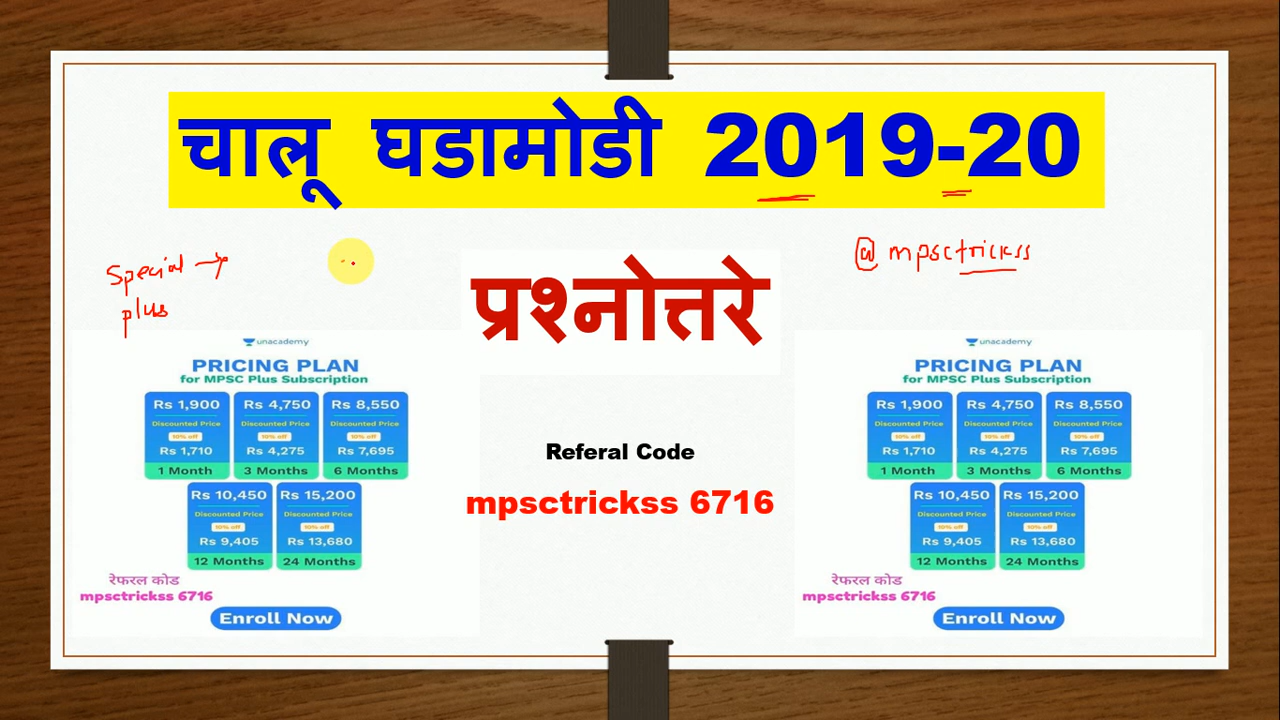 चालू घडामोडी 2019-20
Special →
plus
@mpsctrickss
प्रश्नोत्तरे
unacademy
PRICING PLAN
for MPSC Plus Subscription
Rs 1,900 Rs 4,750 Rs 8,550
Discounted Price Discounted Price Discounted Price
10% off 10% off 10% off
Rs 1,710 Rs 4,275 Rs 7,695
1 Month 3 Months 6 Months
Rs 10,450 Rs 15,200
Discounted Price Discounted Price
10% off 10% off
Rs 9,405 Rs 13,680
12 Months 24 Months
रेफरल कोड
mpsctrickss 6716
Enroll Now
Referal Code
mpsctrickss 6716
unacademy
PRICING PLAN
for MPSC Plus Subscription
Rs 1,900 Rs 4,750 Rs 8,550
Discounted Price Discounted Price Discounted Price
10% off 10% off 10% off
Rs 1,710 Rs 4,275 Rs 7,695
1 Month 3 Months 6 Months
Rs 10,450 Rs 15,200
Discounted Price Discounted Price
10% off 10% off
Rs 9,405 Rs 13,680
12 Months 24 Months
रेफरल कोड
mpsctrickss 6716
Enroll Now